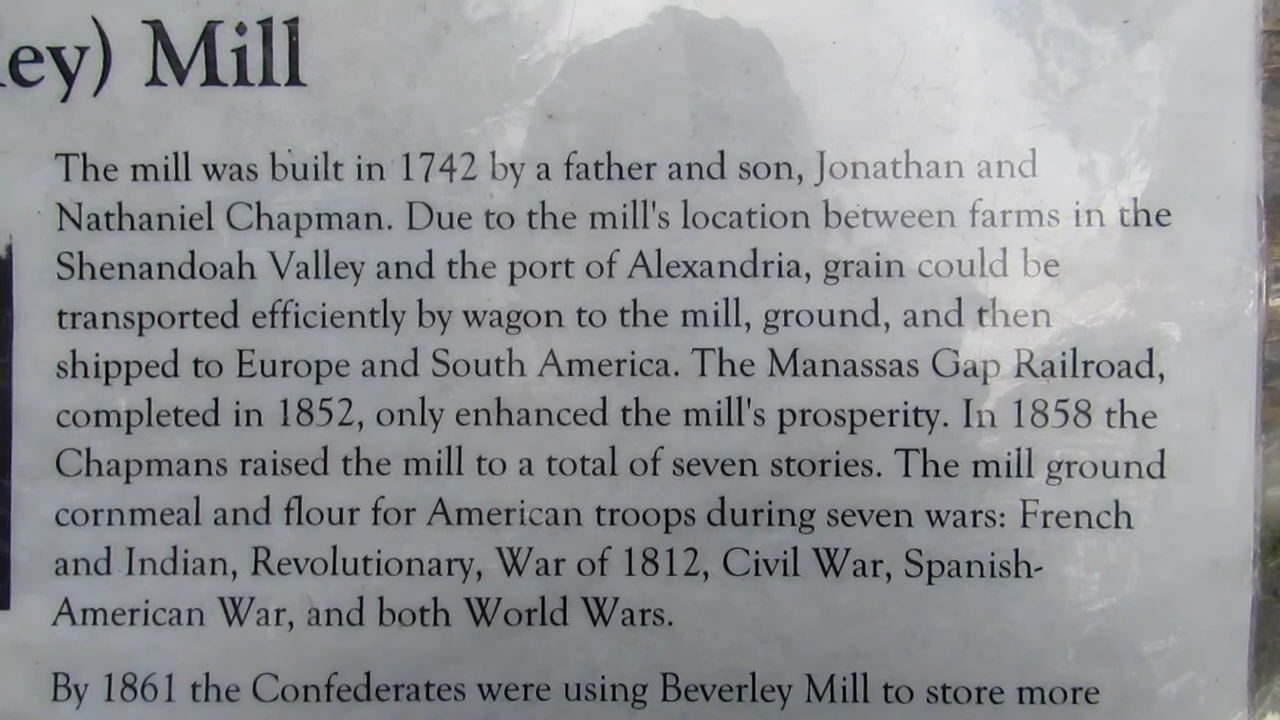 ey) Mill
The mill was built in 1742 by a father and son, Jonathan and
Nathaniel Chapman. Due to the mill's location between farms in the
Shenandoah Valley and the port of Alexandria, grain could be
transported efficiently by wagon to the mill, ground, and then
shipped to Europe and South America. The Manassas Gap Railroad,
completed in 1852, only enhanced the mill's prosperity. In 1858 the
Chapmans raised the mill to a total of seven stories. The mill ground
cornmeal and flour for American troops during seven wars: French
and Indian, Revolutionary, War of 1812, Civil War, Spanish-
American War, and both World Wars.
By 1861 the Confederates were using Beverley Mill to store more